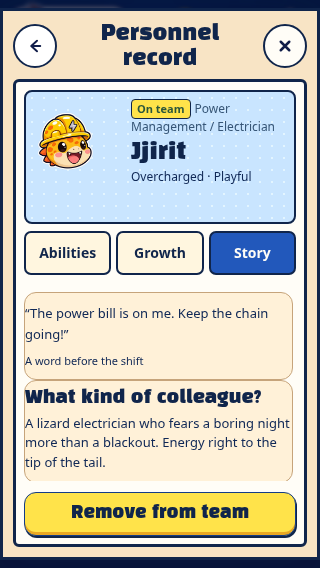 Personnel
record
On team Power
Management / Electrician
Jjirit
Overcharged · Playful
Abilities
Growth
Story
“The power bill is on me. Keep the chain
going!”
A word before the shift
What kind of colleague?
A lizard electrician who fears a boring night
more than a blackout. Energy right to the
tip of the tail.
Remove from team